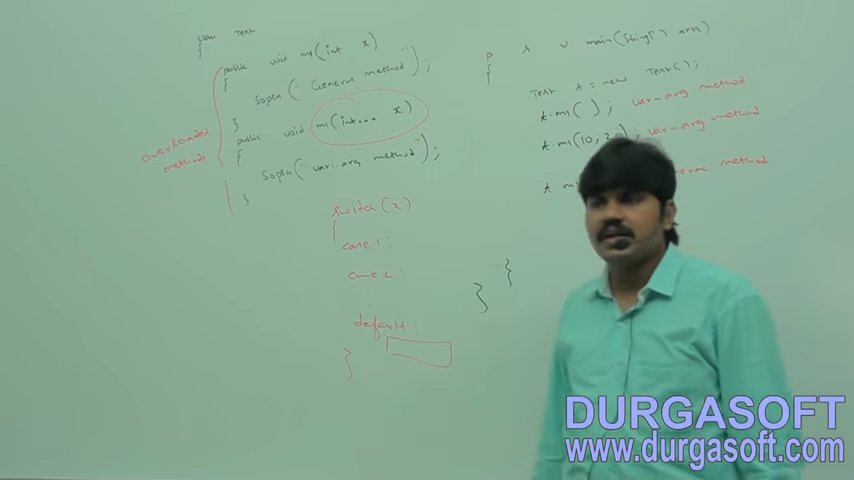 class Test
{
public void m1(int x)
{
Sopln("General method");
}
public void m1(int... x)
{
Sopln("var-arg method");
}
overloaded
methods
switch(x)
{
case 1:
case 2:
:
default:
}
p s v main(String[] args)
{
Test t = new Test();
t.m1( ); var-arg method
t.m1(10, 20 var-arg method
t.m1 method
}
}
DURGASOFT
www.durgasoft.com